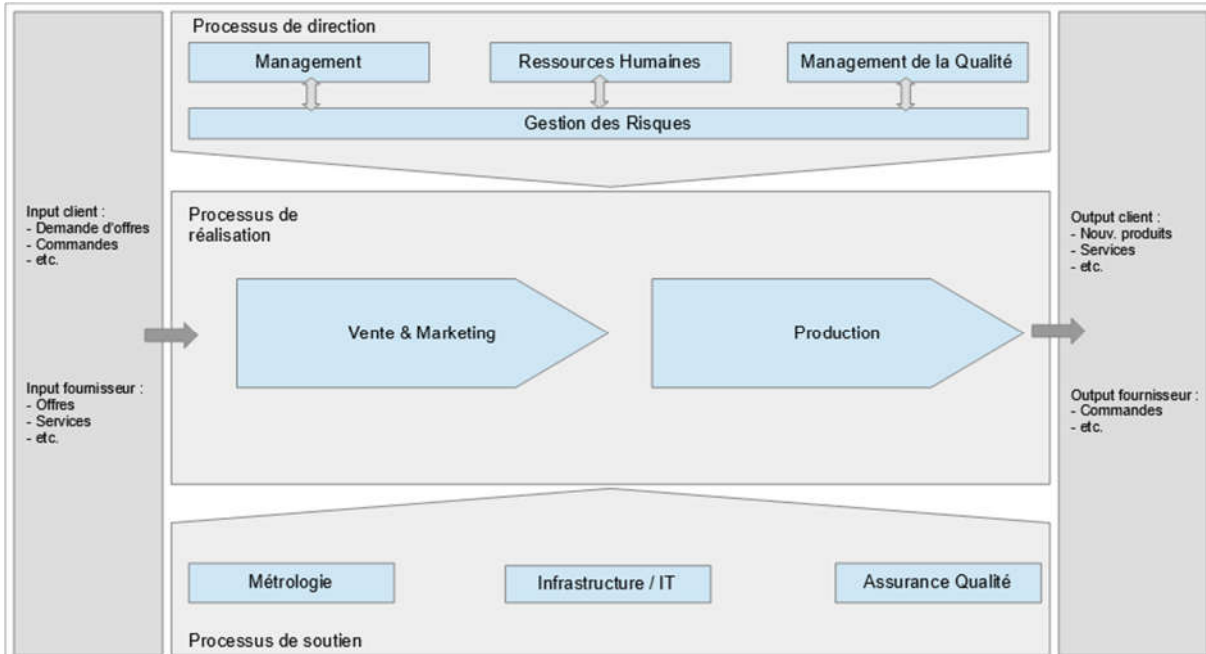 Processus de direction
Management
Ressources Humaines
Management de la Qualité
Gestion des Risques
Input client :
- Demande d'offres
- Commandes
- etc.
Input fournisseur :
- Offres
- Services
- etc.
Processus de
réalisation
Vente & Marketing
Production
Output client :
- Nouv. produits
- Services
- etc.
Output fournisseur :
- Commandes
- etc.
Métrologie
Infrastructure / IT
Assurance Qualité
Processus de soutien